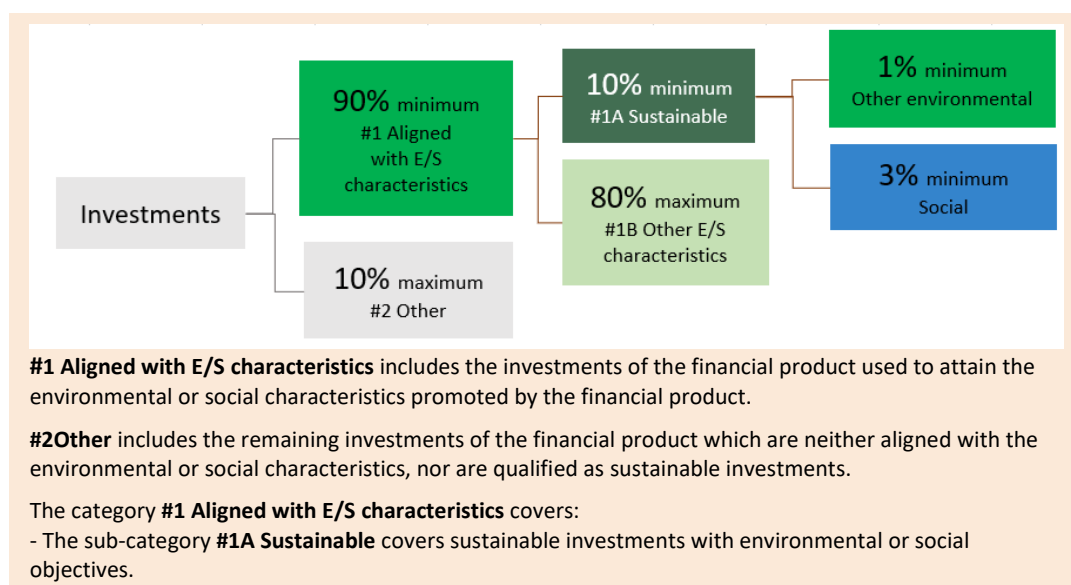 Investments
90% minimum
#1 Aligned
with E/S
characteristics
10% maximum
#2 Other
10% minimum
#1A Sustainable
80% maximum
#1B Other E/S
characteristics
1% minimum
Other environmental
3% minimum
Social
#1 Aligned with E/S characteristics includes the investments of the financial product used to attain the
environmental or social characteristics promoted by the financial product.
#2Other includes the remaining investments of the financial product which are neither aligned with the
environmental or social characteristics, nor are qualified as sustainable investments.
The category #1 Aligned with E/S characteristics covers:
- The sub-category #1A Sustainable covers sustainable investments with environmental or social
objectives.